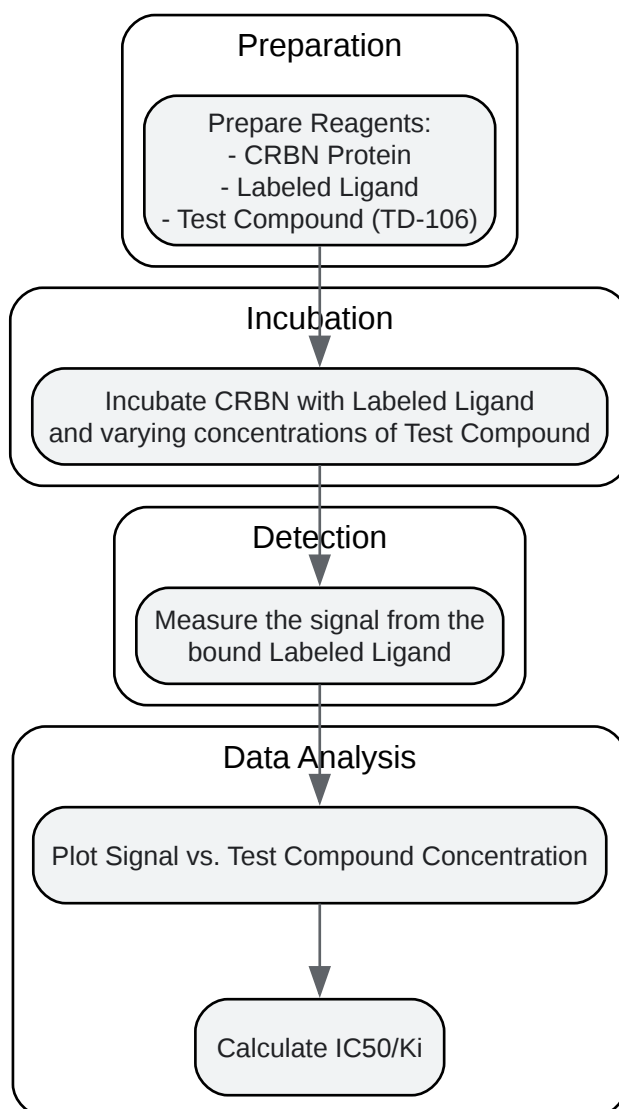 Preparation
Prepare Reagents:
- CRBN Protein
- Labeled Ligand
- Test Compound (TD-106)
Incubation
Incubate CRBN with Labeled Ligand
and varying concentrations of Test Compound
Detection
Measure the signal from the
bound Labeled Ligand
Data Analysis
Plot Signal vs. Test Compound Concentration
Calculate IC50/Ki